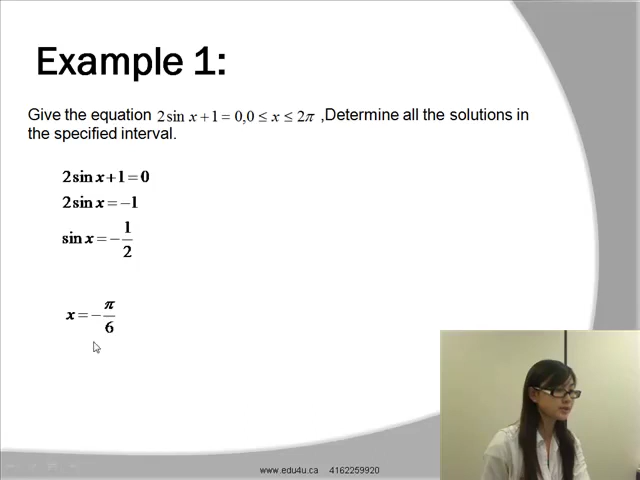 Example 1:
Give the equation 2 sin x + 1 = 0, 0 ≤ x ≤ 2π ,Determine all the solutions in
the specified interval.
2 sin x + 1 = 0
2 sin x = −1
sin x = − 1/2
x = − π/6
www.edu4u.ca 4162259920